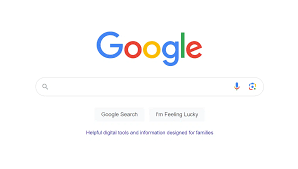 Google
Google Search I'm Feeling Lucky
Helpful digital tools and information designed for families.